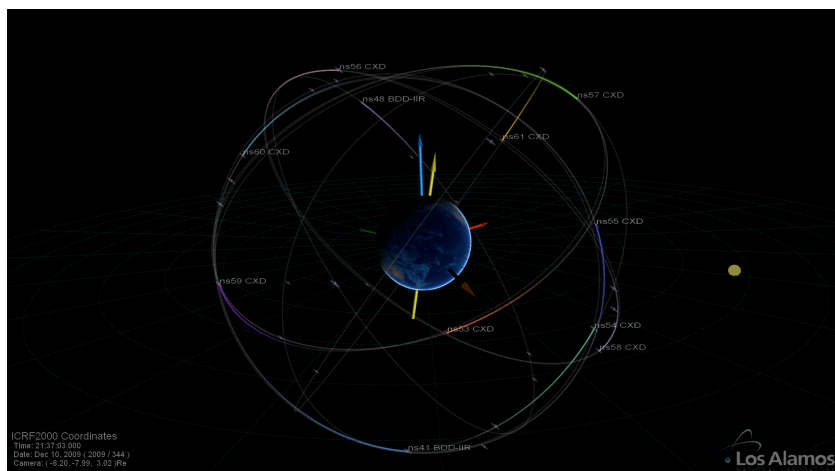 ns56 CXD
ns57 CXD
ns48 BDD-IIR
ns61 CXD
ns60 CXD
ns55 CXD
ns59 CXD
ns53 CXD
ns54 CXD
ns58 CXD
ns41 BDD-IIR
ICRF2000 Coordinates
Time: 21:37:03.000
Date: Dec 10, 2009 ( 2009 / 344 )
Camera: ( -8.20, -7.99, 3.02 )Re
Los Alamos